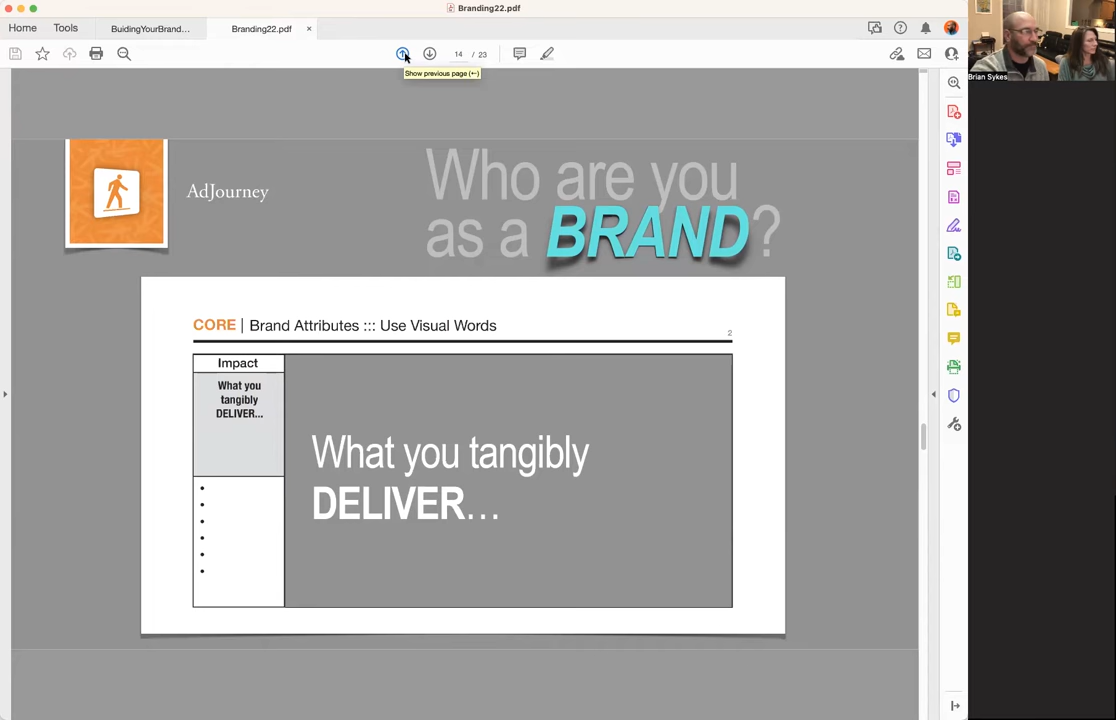 Branding22.pdf
Home
Tools
BuidingYourBrand...
Branding22.pdf
×
14 / 23
Show previous page (←)
Brian Sykes
AdJourney
Who are you
as a BRAND?
CORE | Brand Attributes ::: Use Visual Words
2
Impact
What you
tangibly
DELIVER...
What you tangibly
DELIVER...